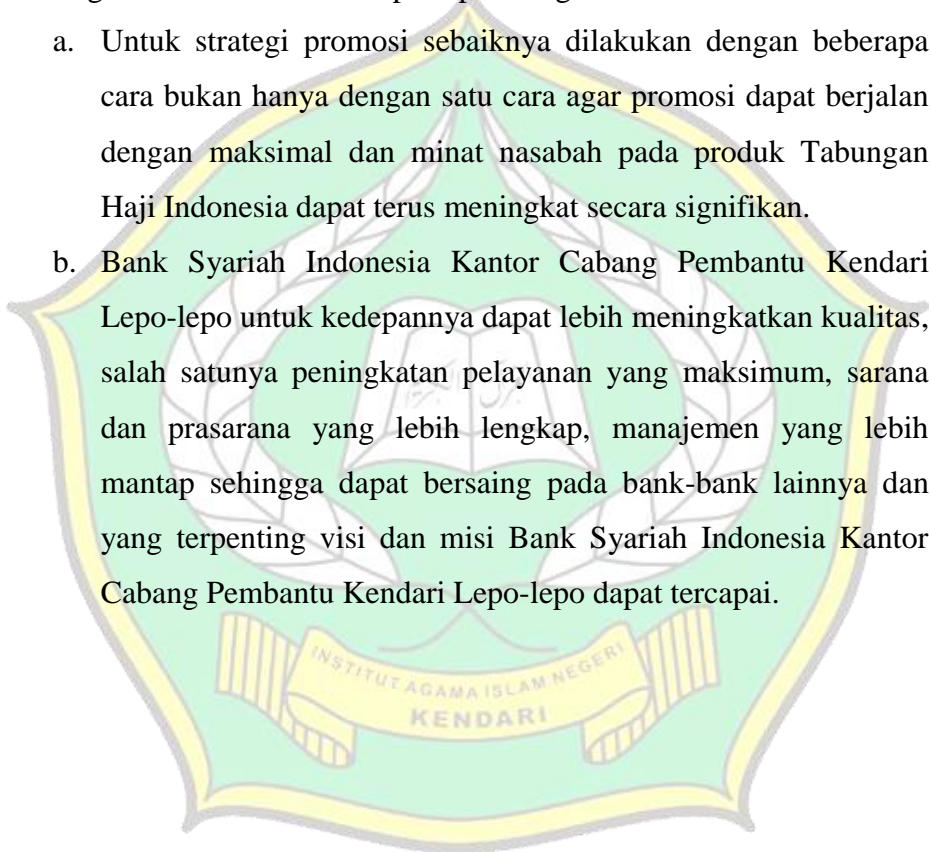 a. Untuk strategi promosi sebaiknya dilakukan dengan beberapa
cara bukan hanya dengan satu cara agar promosi dapat berjalan
dengan maksimal dan minat nasabah pada produk Tabungan
Haji Indonesia dapat terus meningkat secara signifikan.
b. Bank Syariah Indonesia Kantor Cabang Pembantu Kendari
Lepo-lepo untuk kedepannya dapat lebih meningkatkan kualitas,
salah satunya peningkatan pelayanan yang maksimum, sarana
dan prasarana yang lebih lengkap, manajemen yang lebih
mantap sehingga dapat bersaing pada bank-bank lainnya dan
yang terpenting visi dan misi Bank Syariah Indonesia Kantor
Cabang Pembantu Kendari Lepo-lepo dapat tercapai.
INSTITUT AGAMA ISLAM NEGERI
KENDARI